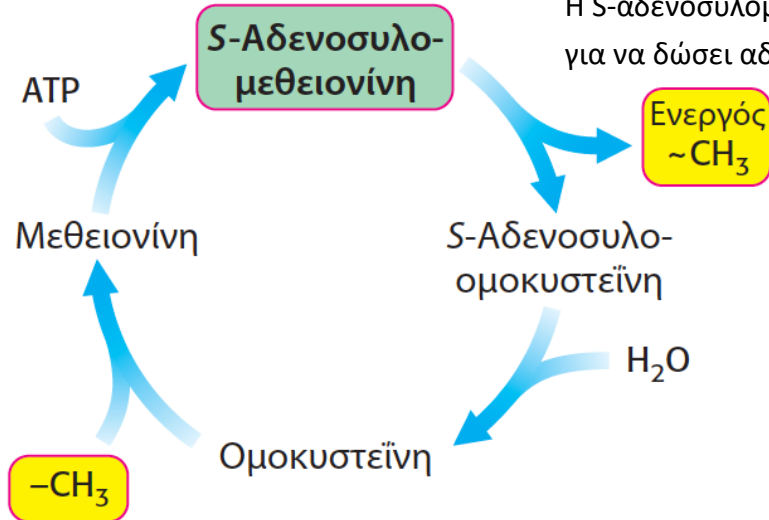 Η S-αδενοσυλομ
για να δώσει αδ
S-Αδενοσυλο-
μεθειονίνη
ATP
Ενεργός
~CH₃
Μεθειονίνη
S-Αδενοσυλο-
ομοκυστεΐνη
H₂O
Ομοκυστεΐνη
–CH₃